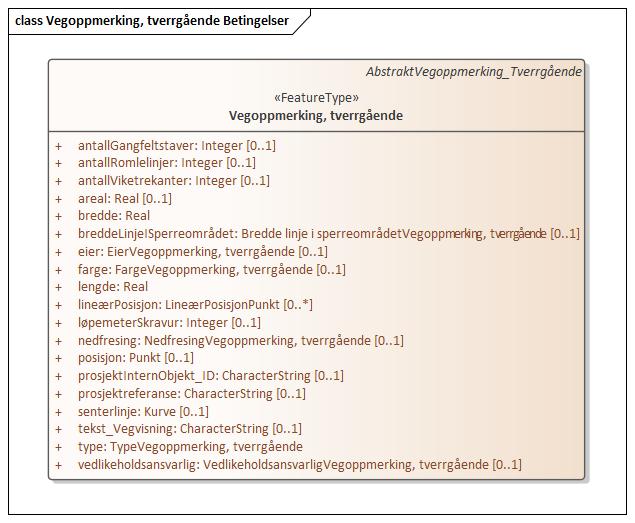 class Vegoppmerking, tverrgående Betingelser
AbstraktVegoppmerking_Tverrgående
«FeatureType»
Vegoppmerking, tverrgående
+ antallGangfeltstaver: Integer [0..1]
+ antallRomlelinjer: Integer [0..1]
+ antallViketrekanter: Integer [0..1]
+ areal: Real [0..1]
+ bredde: Real
+ breddeLinjeISperreområdet: Bredde linje i sperreområdetVegoppmerking, tverrgående [0..1]
+ eier: EierVegoppmerking, tverrgående [0..1]
+ farge: FargeVegoppmerking, tverrgående [0..1]
+ lengde: Real
+ lineærPosisjon: LineærPosisjonPunkt [0..*]
+ løpemeterSkravur: Integer [0..1]
+ nedfresing: NedfresingVegoppmerking, tverrgående [0..1]
+ posisjon: Punkt [0..1]
+ prosjektInternObjekt_ID: CharacterString [0..1]
+ prosjektreferanse: CharacterString [0..1]
+ senterlinje: Kurve [0..1]
+ tekst_Vegvisning: CharacterString [0..1]
+ type: TypeVegoppmerking, tverrgående
+ vedlikeholdsansvarlig: VedlikeholdsansvarligVegoppmerking, tverrgående [0..1]